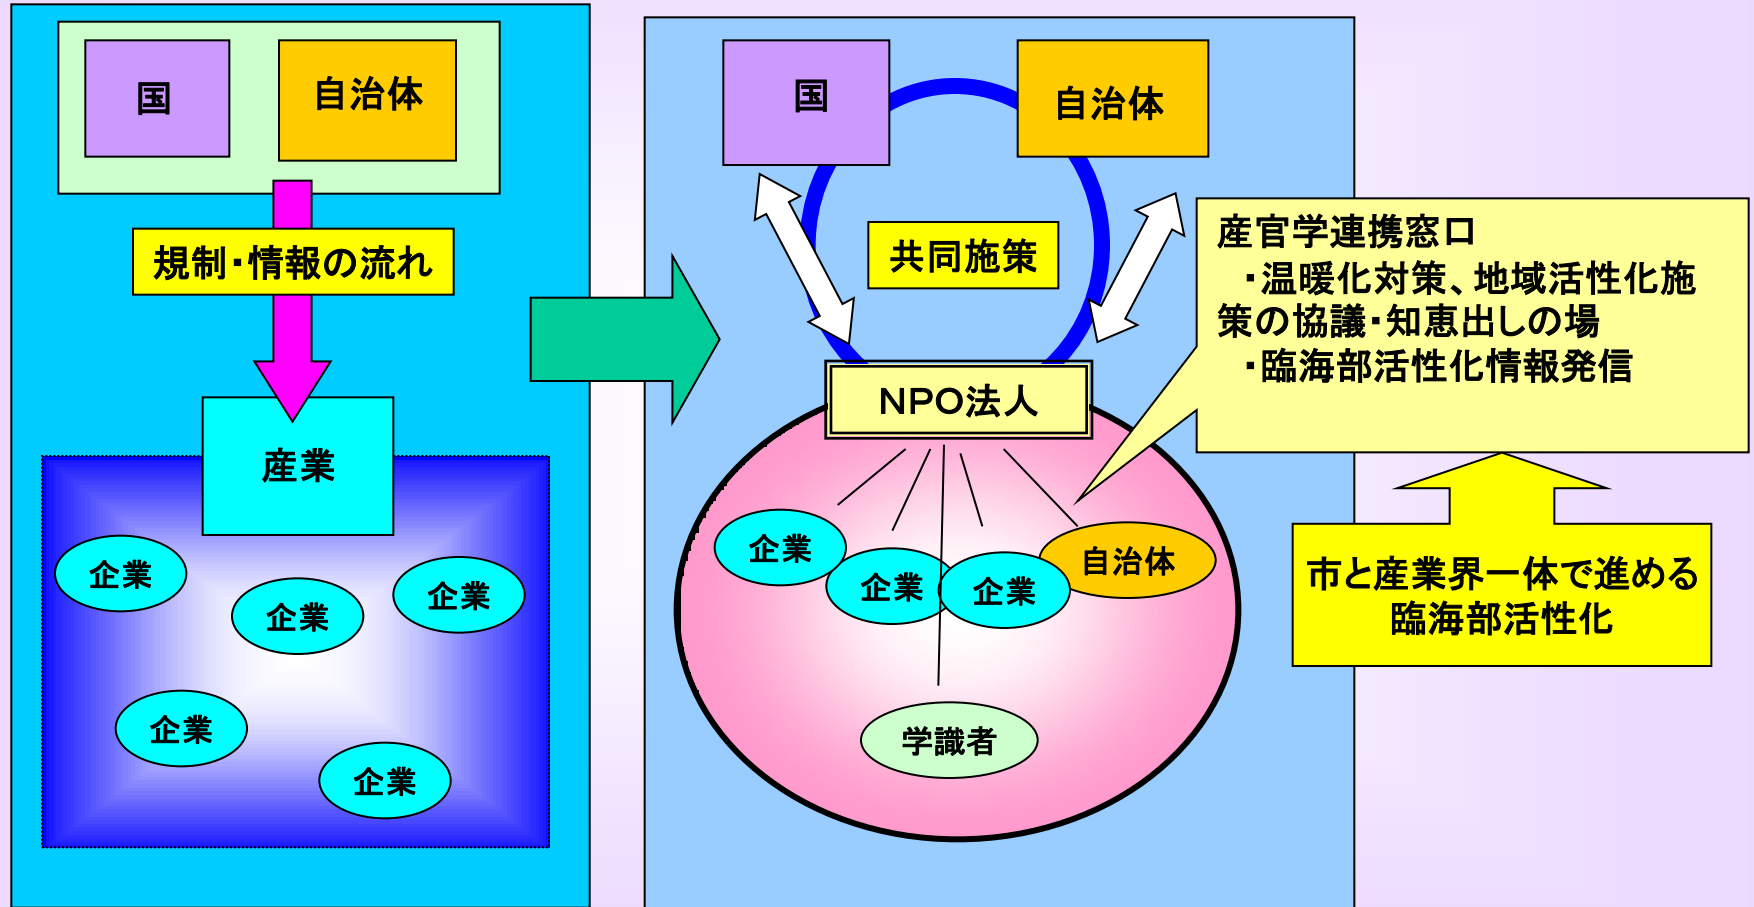 国
自治体
規制・情報の流れ
産業
企業
企業
企業
企業
企業
国
自治体
共同施策
NPO法人
企業
企業
企業
自治体
学識者
産官学連携窓口
・温暖化対策、地域活性化施
策の協議・知恵出しの場
・臨海部活性化情報発信
市と産業界一体で進める
臨海部活性化